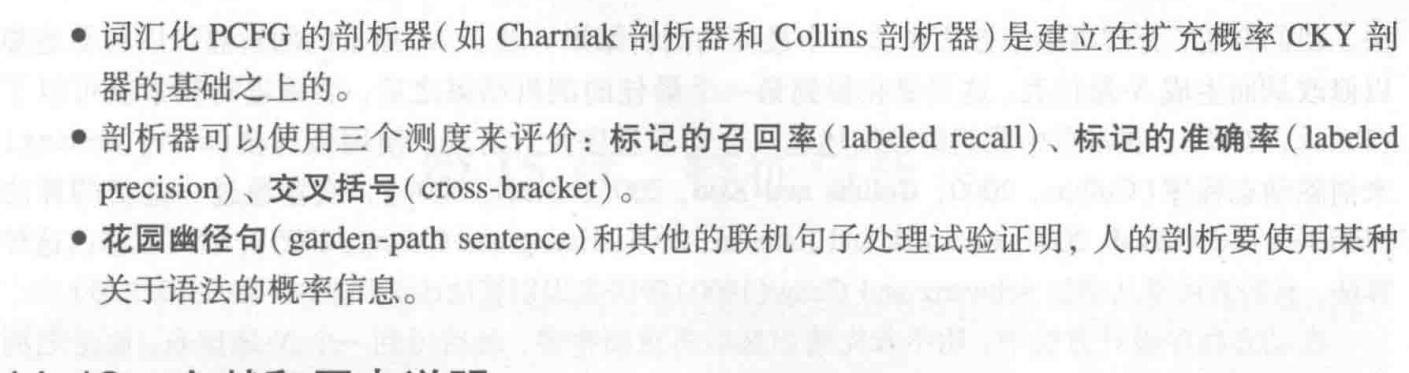 ● 词汇化 PCFG 的剖析器(如 Charniak 剖析器和 Collins 剖析器)是建立在扩充概率 CKY 剖
器的基础之上的。
● 剖析器可以使用三个测度来评价：标记的召回率(labeled recall)、标记的准确率(labeled
precision)、交叉括号(cross-bracket)。
● 花园幽径句(garden-path sentence)和其他的联机句子处理试验证明，人的剖析要使用某种
关于语法的概率信息。